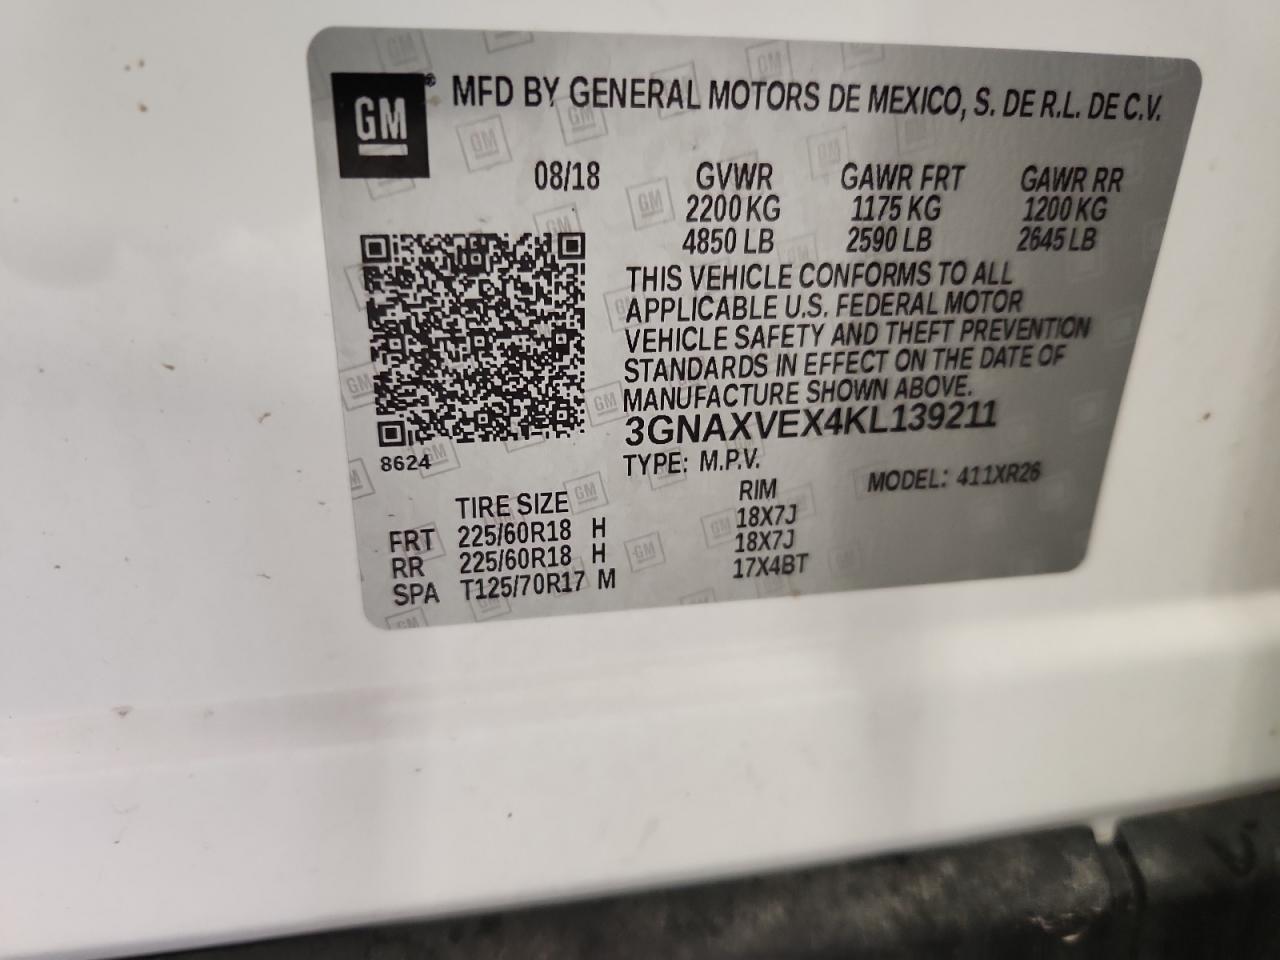 GM® MFD BY GENERAL MOTORS DE MEXICO, S. DE R.L. DE C.V.
08/18 GVWR GAWR FRT GAWR RR
2200 KG 1175 KG 1200 KG
4850 LB 2590 LB 2645 LB
THIS VEHICLE CONFORMS TO ALL
APPLICABLE U.S. FEDERAL MOTOR
VEHICLE SAFETY AND THEFT PREVENTION
STANDARDS IN EFFECT ON THE DATE OF
MANUFACTURE SHOWN ABOVE.
3GNAXVEX4KL139211
8624
TYPE: M.P.V. MODEL: 411XR26
TIRE SIZE RIM
FRT 225/60R18 H 18X7J
RR 225/60R18 H 18X7J
SPA T125/70R17 M 17X4BT